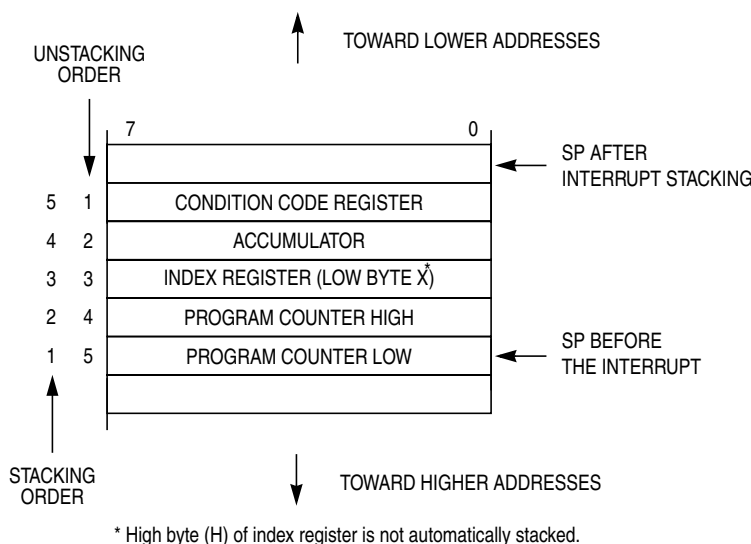 TOWARD LOWER ADDRESSES
UNSTACKING
ORDER
7 0
SP AFTER
INTERRUPT STACKING
5 1 CONDITION CODE REGISTER
4 2 ACCUMULATOR
3 3 INDEX REGISTER (LOW BYTE X*)
2 4 PROGRAM COUNTER HIGH
1 5 PROGRAM COUNTER LOW
SP BEFORE
THE INTERRUPT
STACKING
ORDER
TOWARD HIGHER ADDRESSES
* High byte (H) of index register is not automatically stacked.